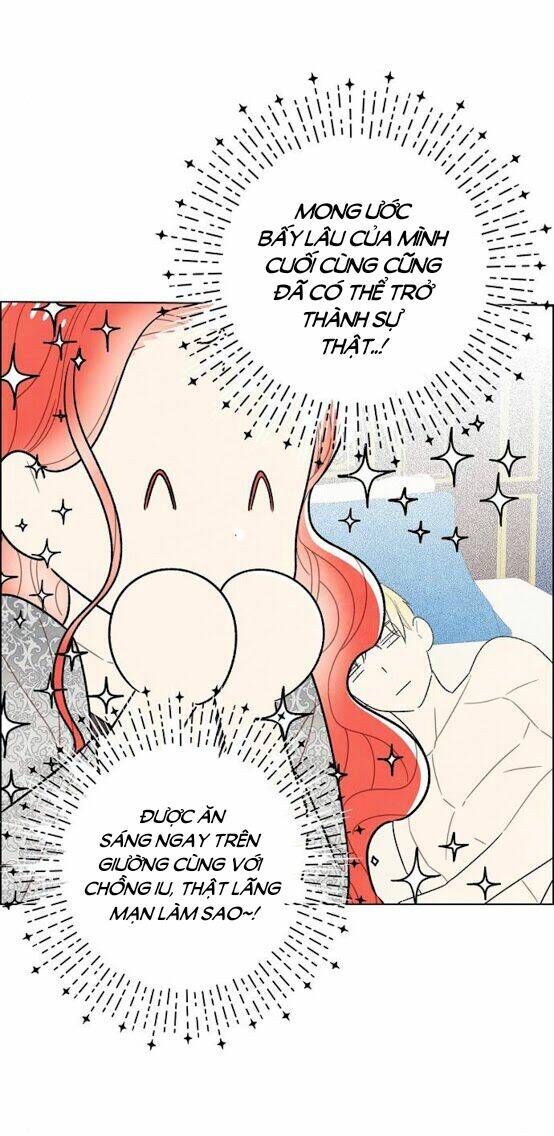 MONG ƯỚC
BẤY LÂU CỦA MÌNH
CUỐI CÙNG CŨNG
ĐÃ CÓ THỂ TRỞ
THÀNH SỰ
THẬT...!
ĐƯỢC ĂN
SÁNG NGAY TRÊN
GIƯỜNG CÙNG VỚI
CHỒNG IU, THẬT LÃNG
MẠN LÀM SAO~!